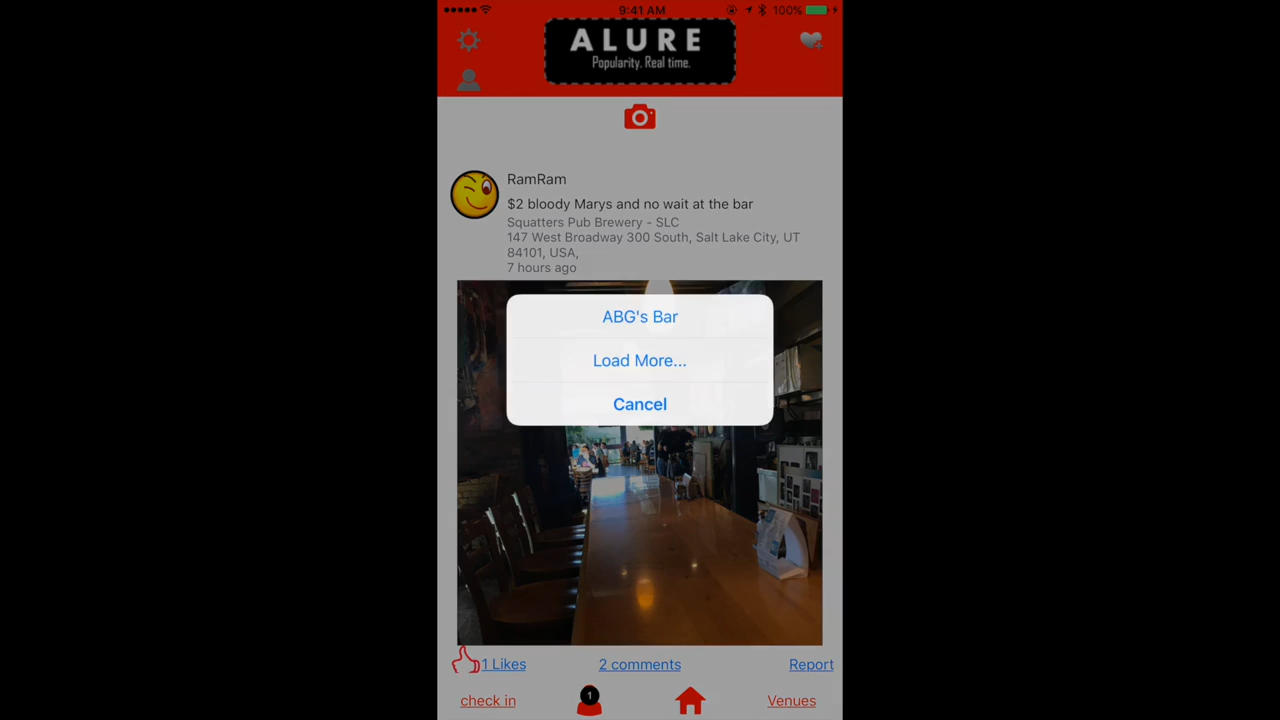 9:41 AM
100%
ALURE
Popularity. Real time.
RamRam
$2 bloody Marys and no wait at the bar
Squatters Pub Brewery - SLC
147 West Broadway 300 South, Salt Lake City, UT
84101, USA,
7 hours ago
ABG's Bar
Load More...
Cancel
1 Likes
2 comments
Report
check in
1
Venues